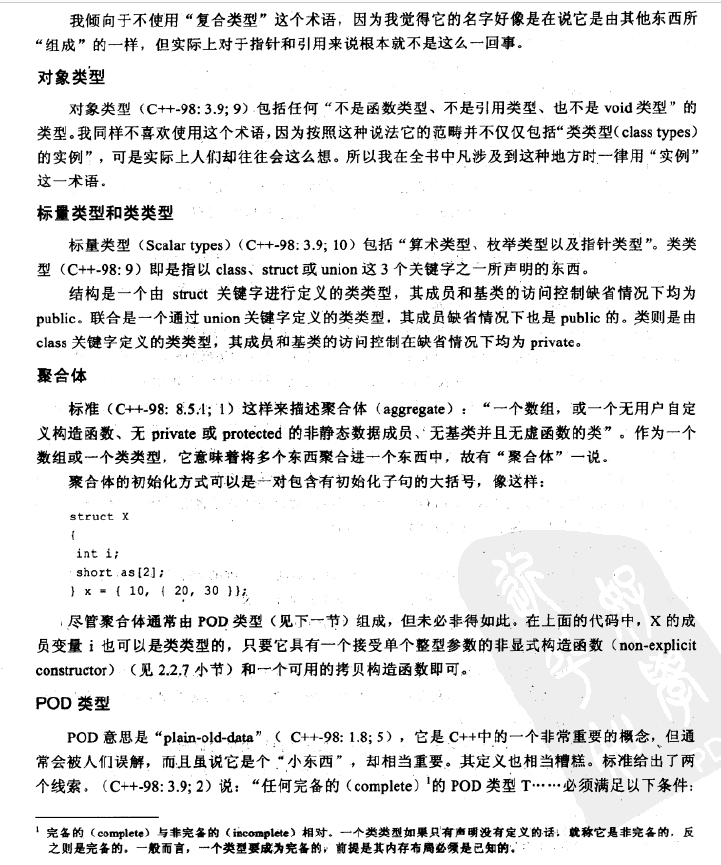 我倾向于不使用“复合类型”这个术语，因为我觉得它的名字好像是在说它是由其他东西所
“组成”的一样，但实际上对于指针和引用来说根本就不是这么一回事。
对象类型
对象类型（C++-98: 3.9; 9）包括任何“不是函数类型、不是引用类型、也不是 void 类型”的
类型。我同样不喜欢使用这个术语，因为按照这种说法它的范畴并不仅仅包括“类类型（class types）
的实例”，可是实际上人们却往往会这么想。所以我在全书中凡涉及到这种地方时一律用“实例”
这一术语。
标量类型和类类型
标量类型（Scalar types）（C++-98: 3.9; 10）包括“算术类型、枚举类型以及指针类型”。类类
型（C++-98: 9）即是指以 class、struct 或 union 这 3 个关键字之一所声明的东西。
结构是一个由 struct 关键字进行定义的类类型，其成员和基类的访问控制缺省情况下均为
public。联合是一个通过 union 关键字定义的类类型，其成员缺省情况下也是 public 的。类则是由
class 关键字定义的类类型，其成员和基类的访问控制在缺省情况下均为 private。
聚合体
标准（C++-98: 8.5.1; 1）这样来描述聚合体（aggregate）：“一个数组，或一个无用户自定
义构造函数、无 private 或 protected 的非静态数据成员、无基类并且无虚函数的类”。作为一个
数组或一个类类型，它意味着将多个东西聚合进一个东西中，故有“聚合体”一说。
聚合体的初始化方式可以是一对包含有初始化子句的大括号，像这样：
struct X
{
int i;
short as[2];
} x = { 10, { 20, 30 }};
尽管聚合体通常由 POD 类型（见下一节）组成，但未必非得如此。在上面的代码中，X 的成
员变量 i 也可以是类类型的，只要它具有一个接受单个整型参数的非显式构造函数（non-explicit
constructor）（见 2.2.7 小节）和一个可用的拷贝构造函数即可。
POD 类型
POD 意思是“plain-old-data”（ C++-98: 1.8; 5），它是 C++中的一个非常重要的概念，但通
常会被人们误解，而且虽说它是个“小东西”，却相当重要。其定义也相当糟糕。标准给出了两
个线索。（C++-98: 3.9; 2）说：“任何完备的（complete）¹的 POD 类型 T……必须满足以下条件：
¹ 完备的（complete）与非完备的（incomplete）相对。一个类类型如果只有声明没有定义的话，就称它是非完备的，反
之则是完备的。一般而言，一个类型要成为完备的，前提是其内存布局必须是已知的。